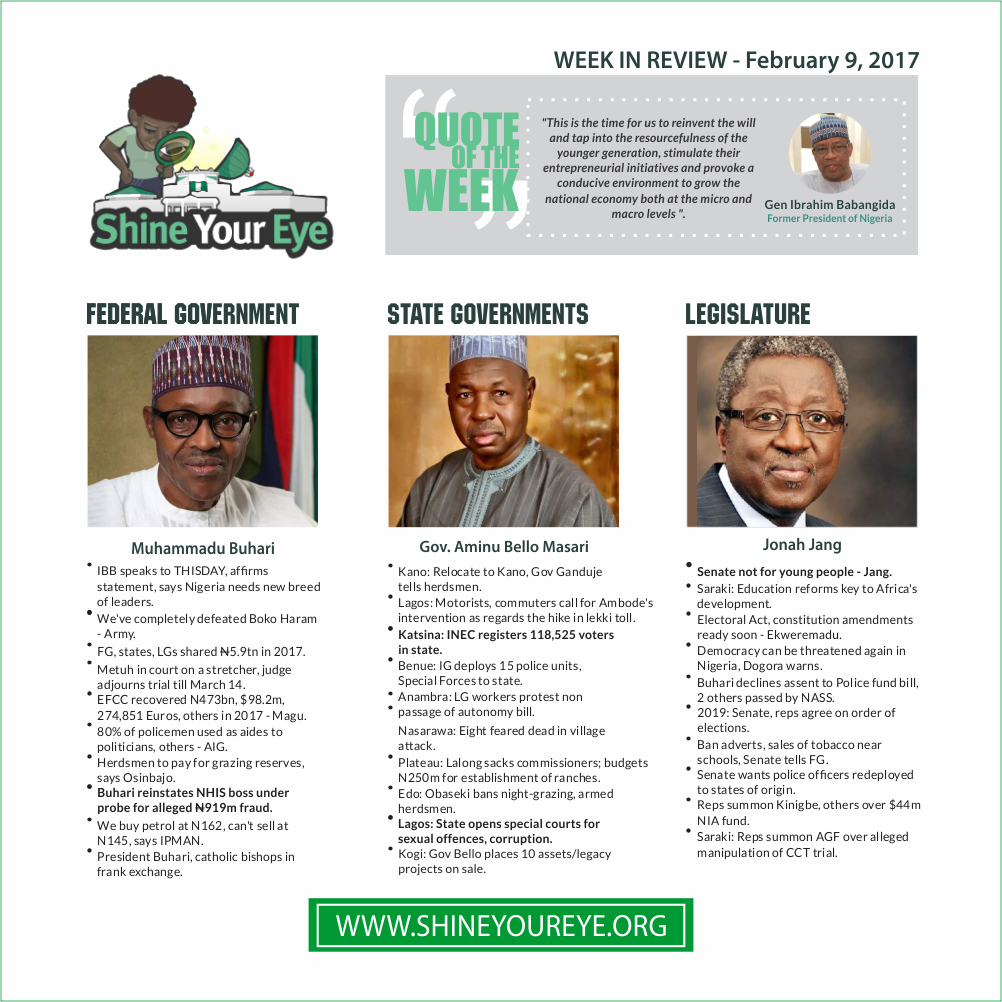 WEEK IN REVIEW - February 9, 2017
Shine Your Eye
QUOTE
OF THE
WEEK
"This is the time for us to reinvent the will
and tap into the resourcefulness of the
younger generation, stimulate their
entrepreneurial initiatives and provoke a
conducive environment to grow the
national economy both at the micro and
macro levels ".
Gen Ibrahim Babangida
Former President of Nigeria
FEDERAL GOVERNMENT
Muhammadu Buhari
• IBB speaks to THISDAY, affirms
statement, says Nigeria needs new breed
of leaders.
• We've completely defeated Boko Haram
- Army.
• FG, states, LGs shared ₦5.9tn in 2017.
• Metuh in court on a stretcher, judge
adjourns trial till March 14.
• EFCC recovered N473bn, $98.2m,
274,851 Euros, others in 2017 - Magu.
• 80% of policemen used as aides to
politicians, others - AIG.
• Herdsmen to pay for grazing reserves,
says Osinbajo.
• Buhari reinstates NHIS boss under
probe for alleged ₦919m fraud.
• We buy petrol at N162, can't sell at
N145, says IPMAN.
• President Buhari, catholic bishops in
frank exchange.
STATE GOVERNMENTS
Gov. Aminu Bello Masari
• Kano: Relocate to Kano, Gov Ganduje
tells herdsmen.
• Lagos: Motorists, commuters call for Ambode's
intervention as regards the hike in lekki toll.
• Katsina: INEC registers 118,525 voters
in state.
• Benue: IG deploys 15 police units,
Special Forces to state.
• Anambra: LG workers protest non
• passage of autonomy bill.
Nasarawa: Eight feared dead in village
attack.
• Plateau: Lalong sacks commissioners; budgets
N250m for establishment of ranches.
• Edo: Obaseki bans night-grazing, armed
herdsmen.
• Lagos: State opens special courts for
sexual offences, corruption.
• Kogi: Gov Bello places 10 assets/legacy
projects on sale.
LEGISLATURE
Jonah Jang
• Senate not for young people - Jang.
• Saraki: Education reforms key to Africa's
development.
• Electoral Act, constitution amendments
ready soon - Ekweremadu.
• Democracy can be threatened again in
Nigeria, Dogora warns.
• Buhari declines assent to Police fund bill,
2 others passed by NASS.
• 2019: Senate, reps agree on order of
elections.
• Ban adverts, sales of tobacco near
schools, Senate tells FG.
• Senate wants police officers redeployed
to states of origin.
• Reps summon Kinigbe, others over $44m
NIA fund.
• Saraki: Reps summon AGF over alleged
manipulation of CCT trial.
WWW.SHINEYOUREYE.ORG